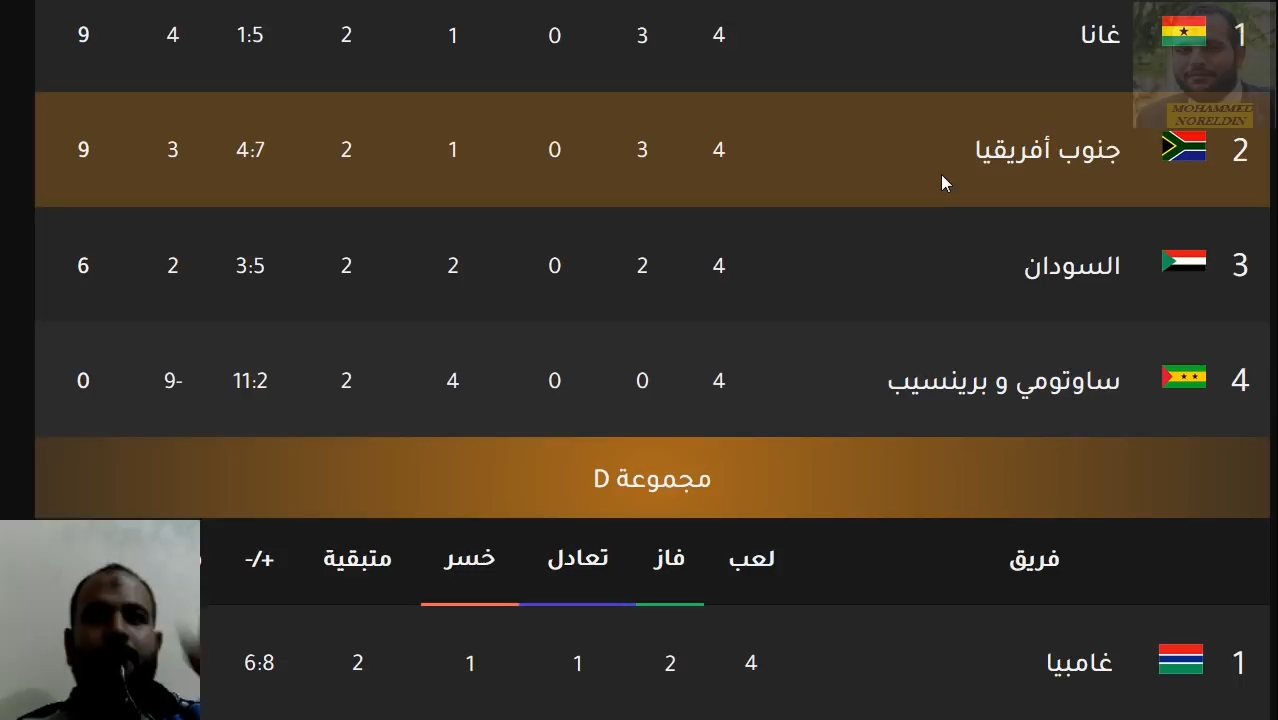 1 غانا 4 3 0 1 2 1:5 4 9
MOHAMMED
NORELDIN
2 جنوب أفريقيا 4 3 0 1 2 4:7 3 9
3 السودان 4 2 0 2 2 3:5 2 6
4 ساوتومي و برينسيب 4 0 0 4 2 11:2 9- 0
مجموعة D
فريق لعب فاز تعادل خسر متبقية +/-
1 غامبيا 4 2 1 1 2 6:8